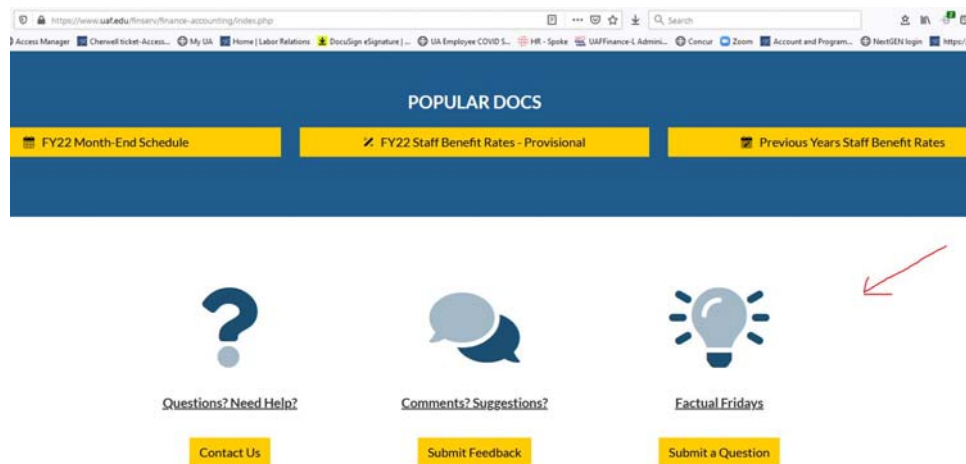 https://www.uaf.edu/finserv/finance-accounting/index.php
Search
Access Manager Cherwell ticket-Access... My UA Home | Labor Relations DocuSign eSignature | ... UA Employee COVID S... HR - Spoke UAFFinance-L Admini... Concur Zoom Account and Program... NextGEN login https:/
POPULAR DOCS
FY22 Month-End Schedule FY22 Staff Benefit Rates - Provisional Previous Years Staff Benefit Rates
Questions? Need Help? Comments? Suggestions? Factual Fridays
Contact Us Submit Feedback Submit a Question